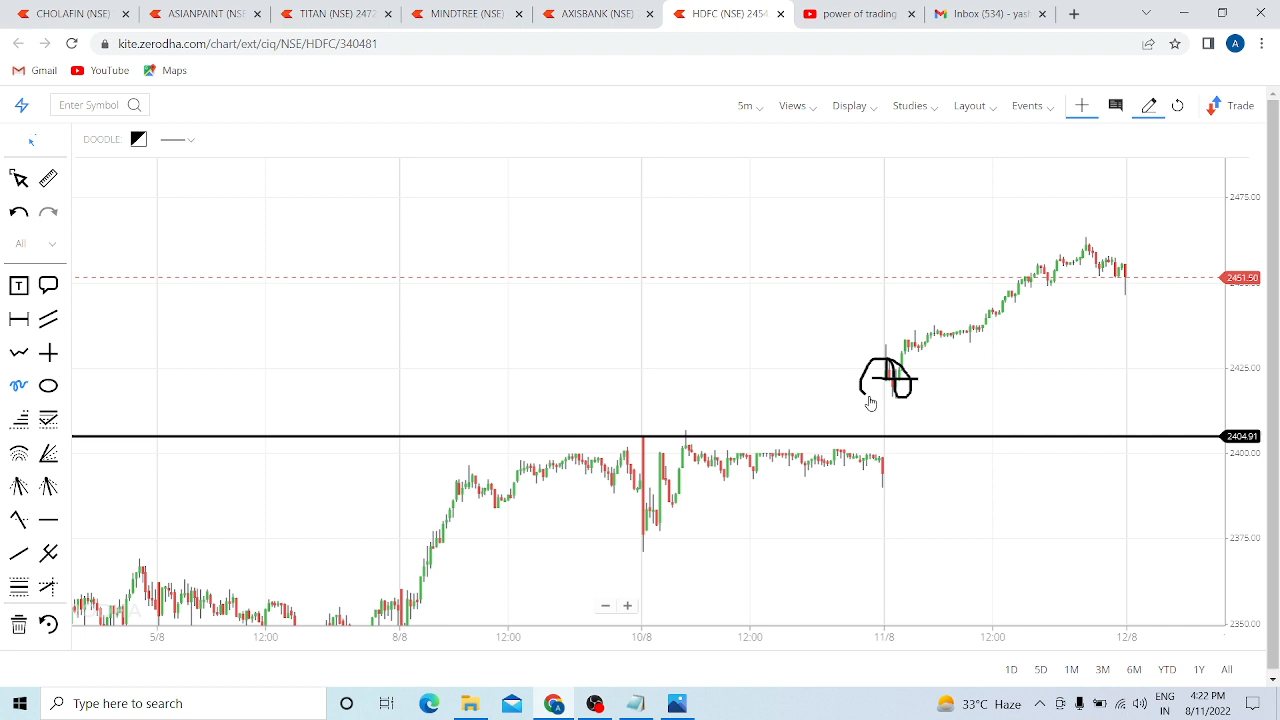 CHOLAFIN (NSE)
ASIANPAINT (NSE
TITAN (NSE) 2472
MINDTREE (NSE)
AXISBANK (NSE)
HDFC (NSE) 2454
power of trading
Inbox (534) - yash
kite.zerodha.com/chart/ext/ciq/NSE/HDFC/340481
A
Gmail
YouTube
Maps
Enter Symbol
5m
Views
Display
Studies
Layout
Events
Trade
DOODLE:
All
T
2475.00
2451.50
2425.00
2404.91
2400.00
2375.00
2350.00
5/8
12:00
8/8
12:00
10/8
12:00
11/8
12:00
12/8
1D
5D
1M
3M
6M
YTD
1Y
All
Type here to search
33°C Haze
ENG
IN
4:22 PM
8/11/2022